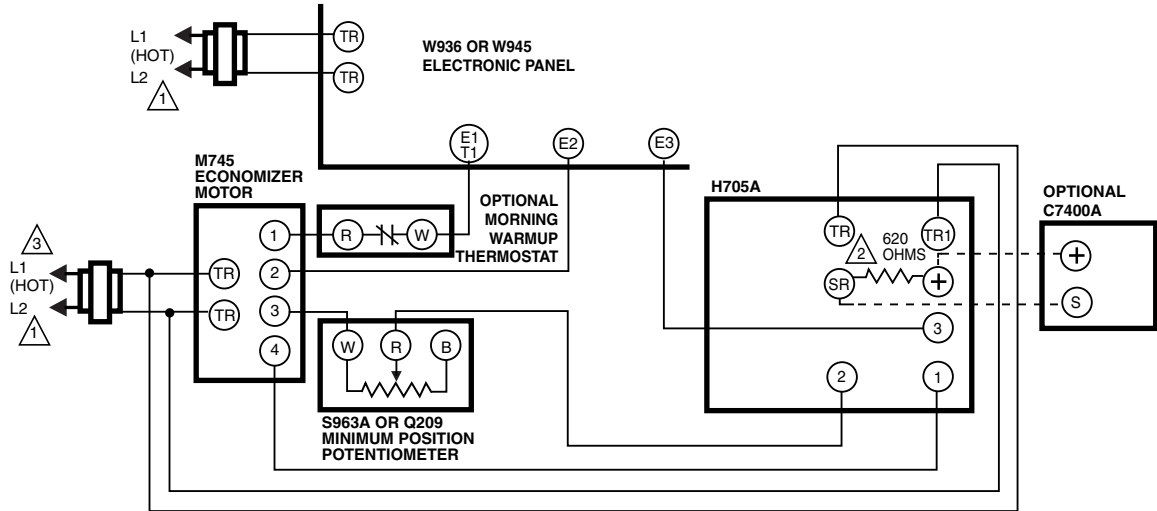 L1
(HOT)
L2
1
TR
TR
W936 OR W945
ELECTRONIC PANEL
E1
T1
E2
E3
M745
ECONOMIZER
MOTOR
1
2
3
4
TR
TR
3
L1
(HOT)
L2
1
R
W
OPTIONAL
MORNING
WARMUP
THERMOSTAT
W
R
B
S963A OR Q209
MINIMUM POSITION
POTENTIOMETER
H705A
TR
TR1
2
620
OHMS
SR
+
3
2
1
OPTIONAL
C7400A
+
S